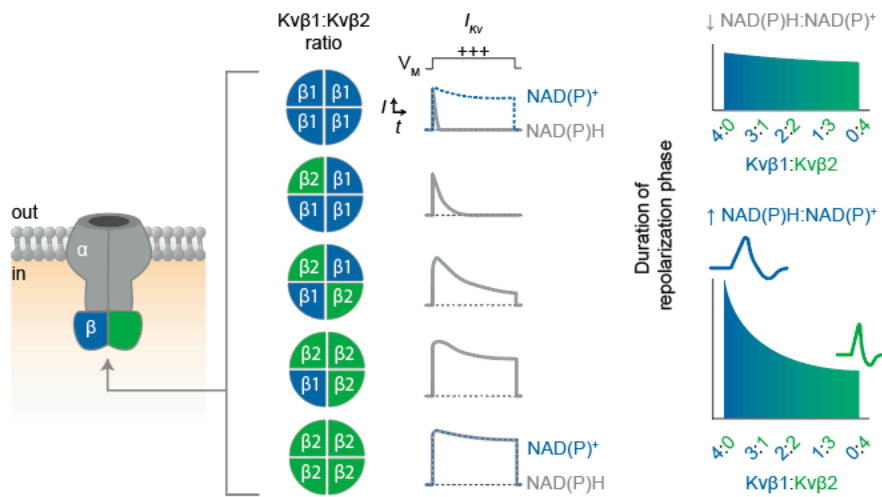 out
in
α
β
Kvβ1:Kvβ2
ratio
β1 β1
β1 β1
β2 β1
β1 β1
β2 β1
β1 β2
β2 β2
β1 β2
β2 β2
β2 β2
I_Kv
+++
V_M
I
t
NAD(P)⁺
NAD(P)H
NAD(P)⁺
NAD(P)H
Duration of
repolarization phase
↓ NAD(P)H:NAD(P)⁺
4:0 3:1 2:2 1:3 0:4
Kvβ1:Kvβ2
↑ NAD(P)H:NAD(P)⁺
4:0 3:1 2:2 1:3 0:4
Kvβ1:Kvβ2